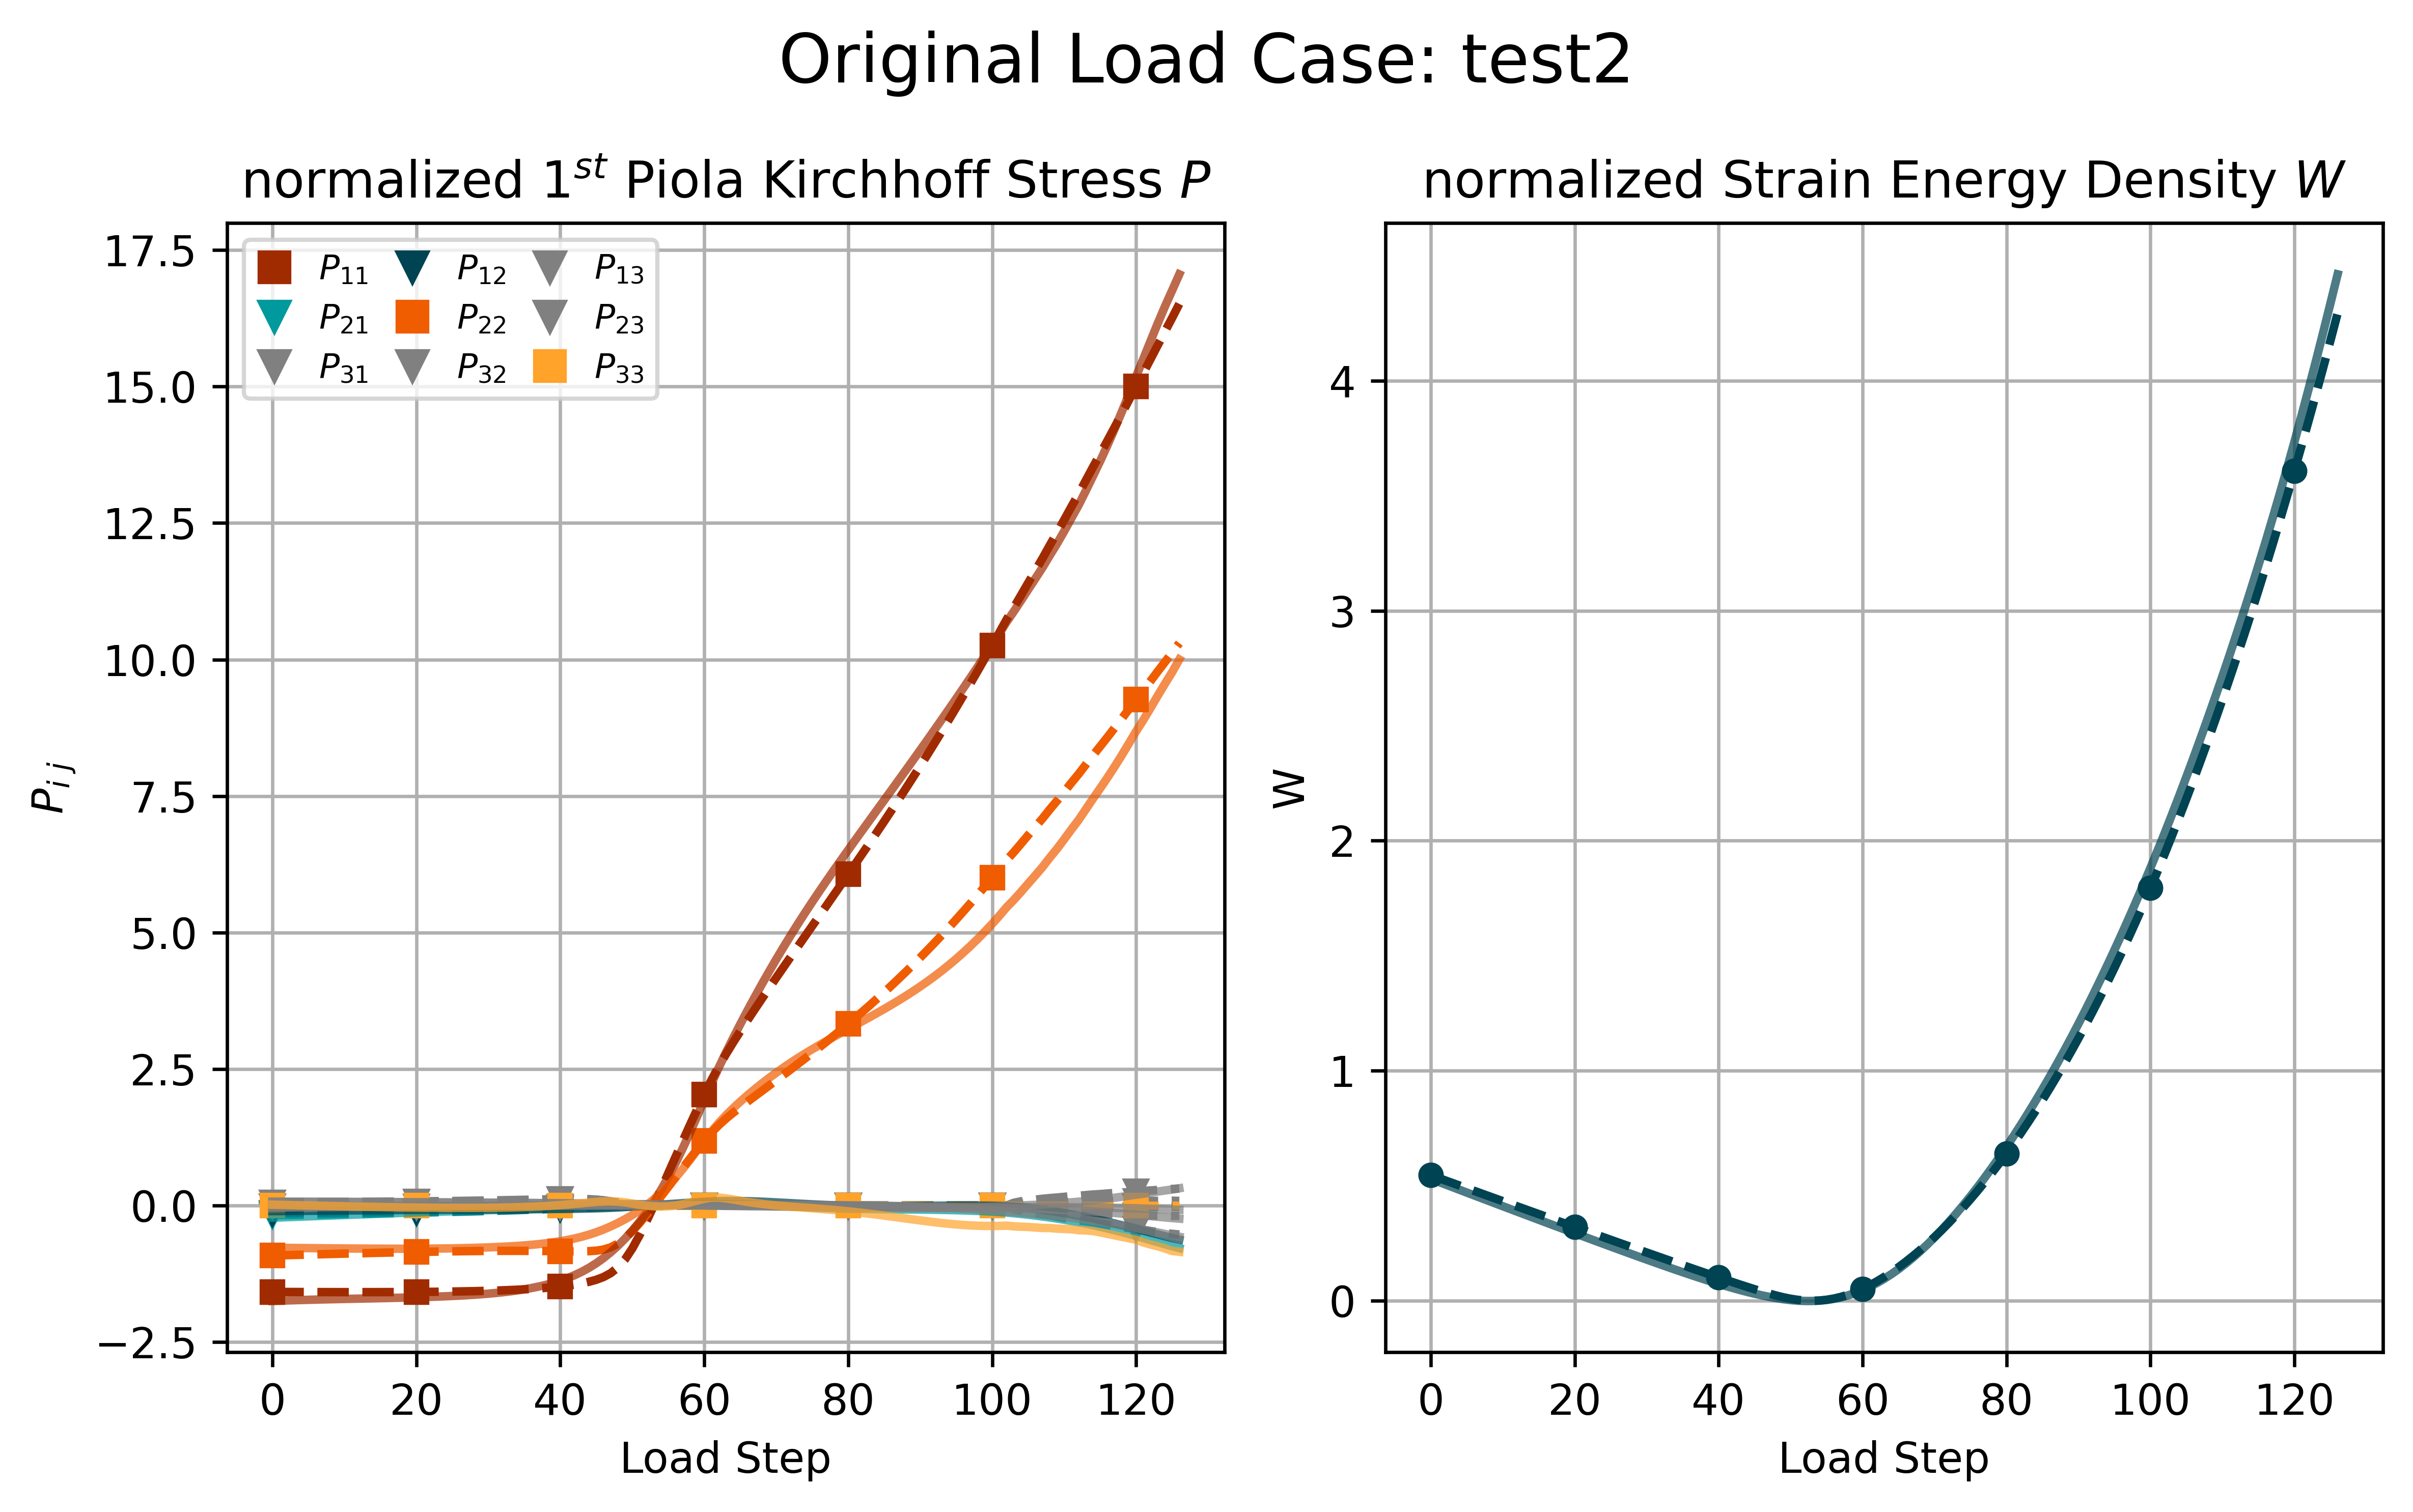 Original Load Case: test2
normalized 1st Piola Kirchhoff Stress P
P11 P12 P13
P21 P22 P23
P31 P32 P33
17.5
15.0
12.5
10.0
7.5
5.0
2.5
0.0
−2.5
Pi j
0 20 40 60 80 100 120
Load Step
normalized Strain Energy Density W
4
3
2
1
0
W
0 20 40 60 80 100 120
Load Step